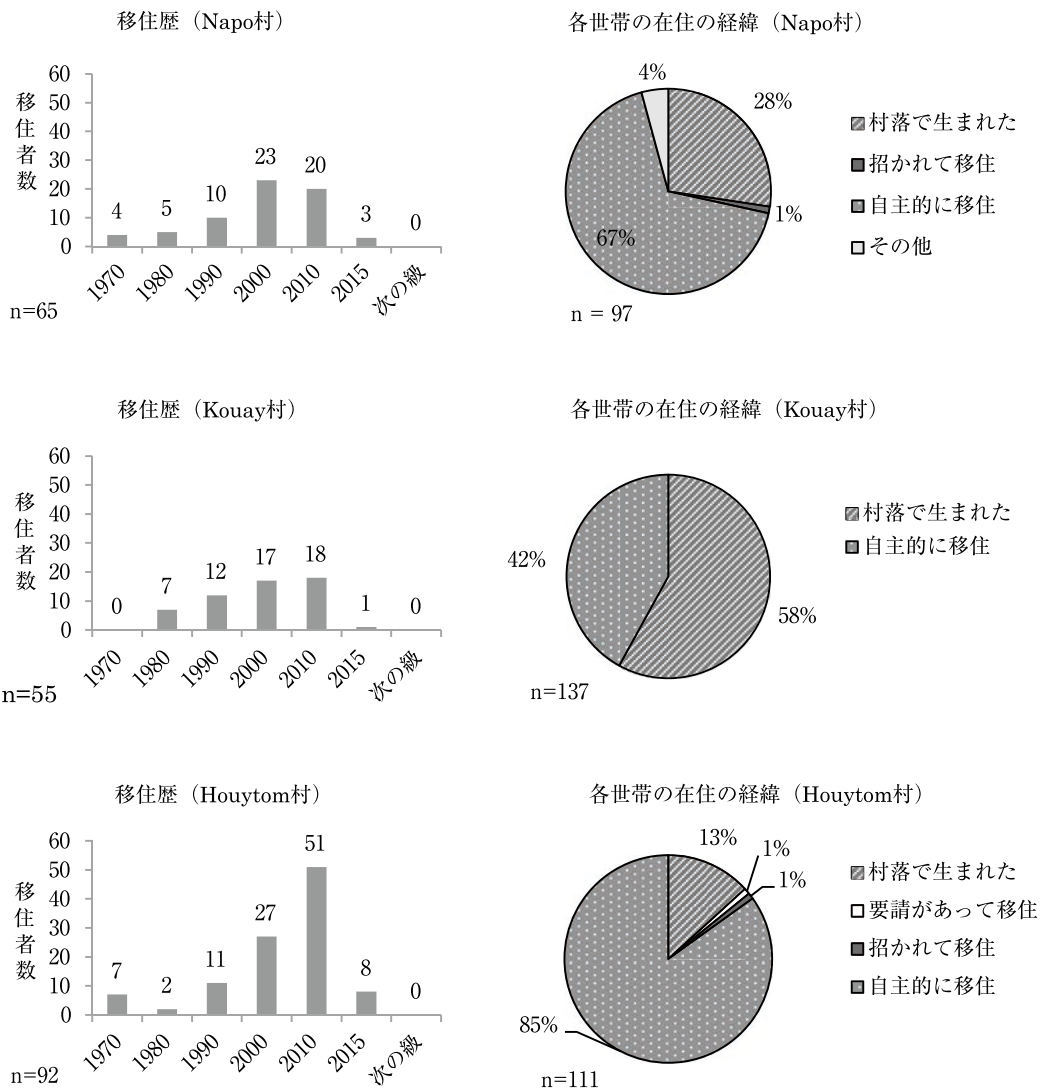 移住歴（Napo村）
移住者数
60
50
40
30
20
10
0
4
5
10
23
20
3
0
1970
1980
1990
2000
2010
2015
次の級
n=65
各世帯の在住の経緯（Napo村）
4%
28%
1%
67%
村落で生まれた
招かれて移住
自主的に移住
その他
n = 97
移住歴（Kouay村）
移住者数
60
50
40
30
20
10
0
0
7
12
17
18
1
0
1970
1980
1990
2000
2010
2015
次の級
n=55
各世帯の在住の経緯（Kouay村）
42%
58%
村落で生まれた
自主的に移住
n=137
移住歴（Houytom村）
移住者数
60
50
40
30
20
10
0
7
2
11
27
51
8
0
1970
1980
1990
2000
2010
2015
次の級
n=92
各世帯の在住の経緯（Houytom村）
13%
1%
1%
85%
村落で生まれた
要請があって移住
招かれて移住
自主的に移住
n=111